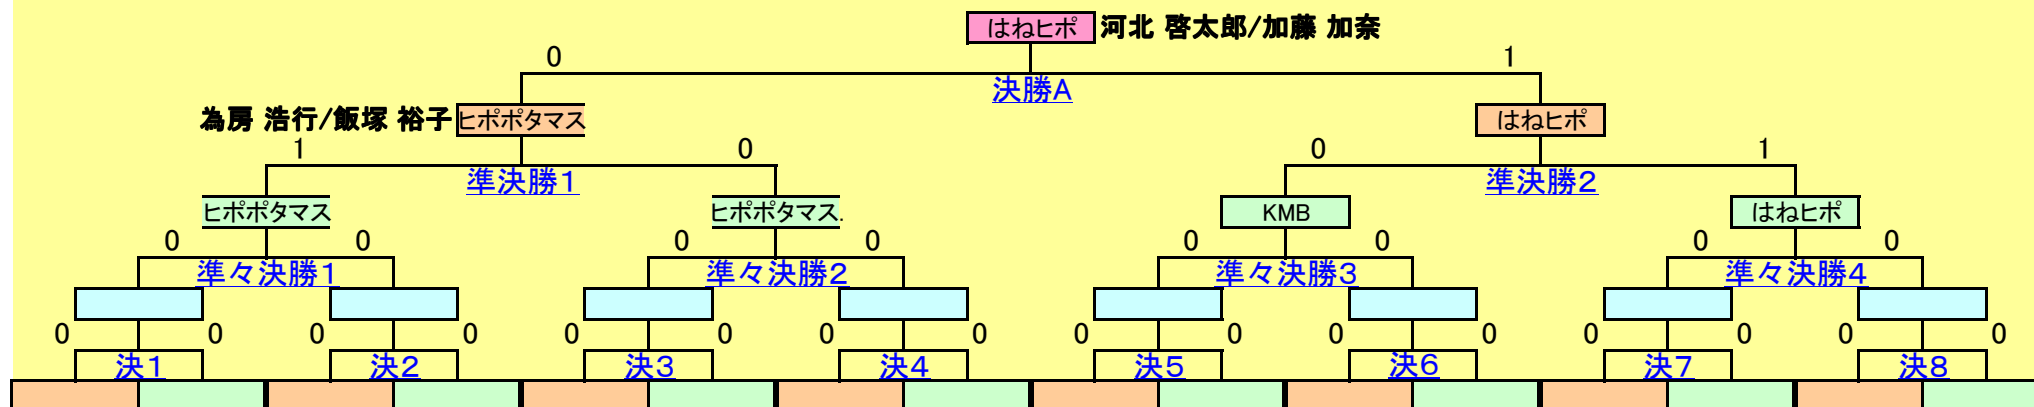 はねヒポ 河北 啓太郎/加藤 加奈
0 1
決勝A
為房 浩行/飯塚 裕子 ヒポポタマス はねヒポ
1 0 0 1
準決勝1 準決勝2
ヒポポタマス ヒポポタマス. KMB はねヒポ
0 0 0 0 0 0 0 0
準々決勝1 準々決勝2 準々決勝3 準々決勝4
0 0 0 0 0 0 0 0 0 0 0 0 0 0 0 0
決1 決2 決3 決4 決5 決6 決7 決8